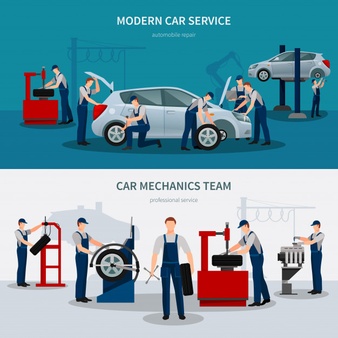 MODERN CAR SERVICE
automobile repair
CAR MECHANICS TEAM
professional service